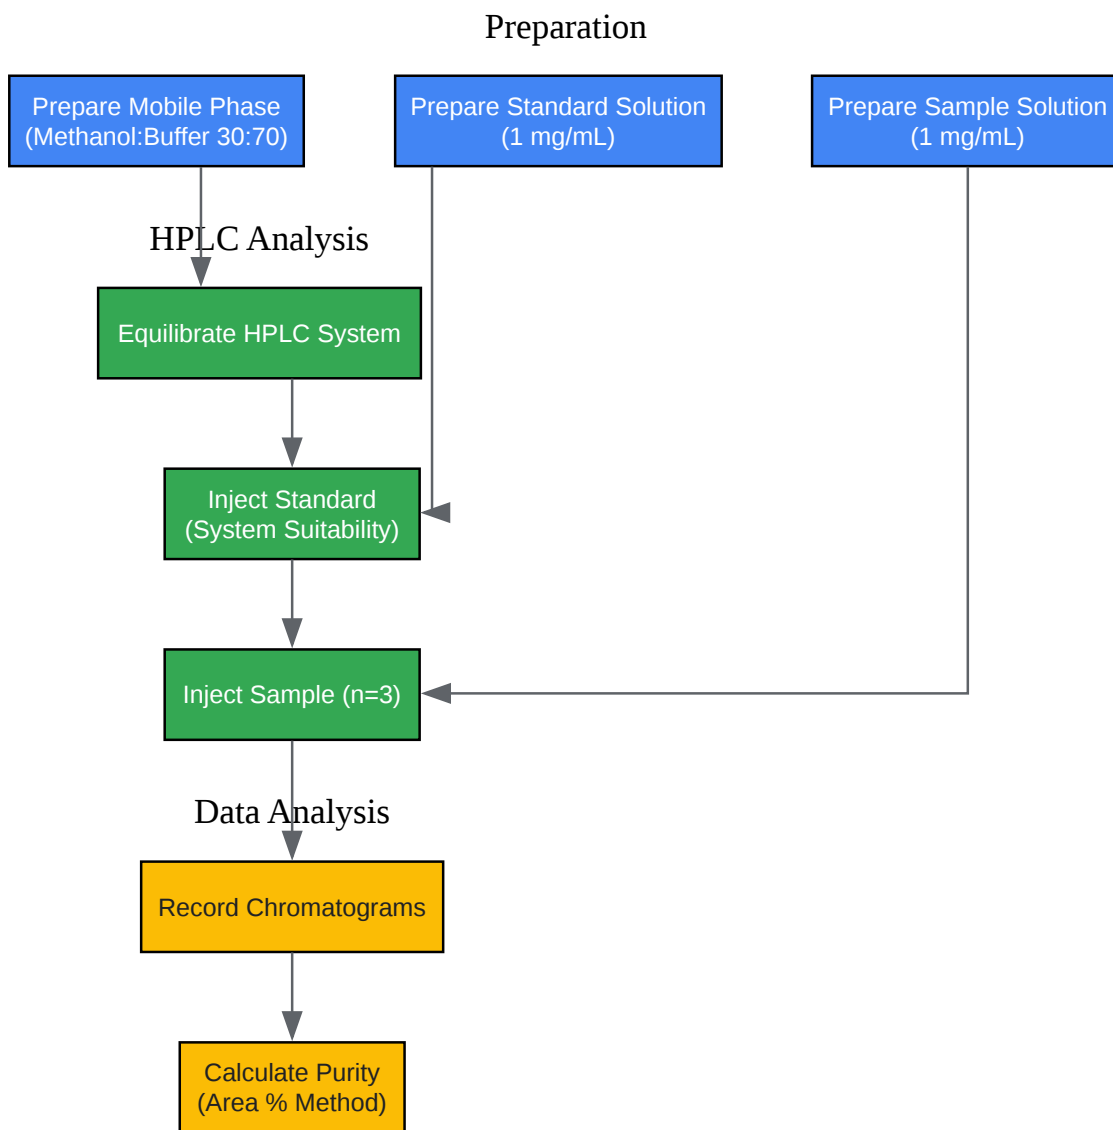 Preparation
Prepare Mobile Phase
(Methanol:Buffer 30:70)
Prepare Standard Solution
(1 mg/mL)
Prepare Sample Solution
(1 mg/mL)
HPLC Analysis
Equilibrate HPLC System
Inject Standard
(System Suitability)
Inject Sample (n=3)
Data Analysis
Record Chromatograms
Calculate Purity
(Area % Method)